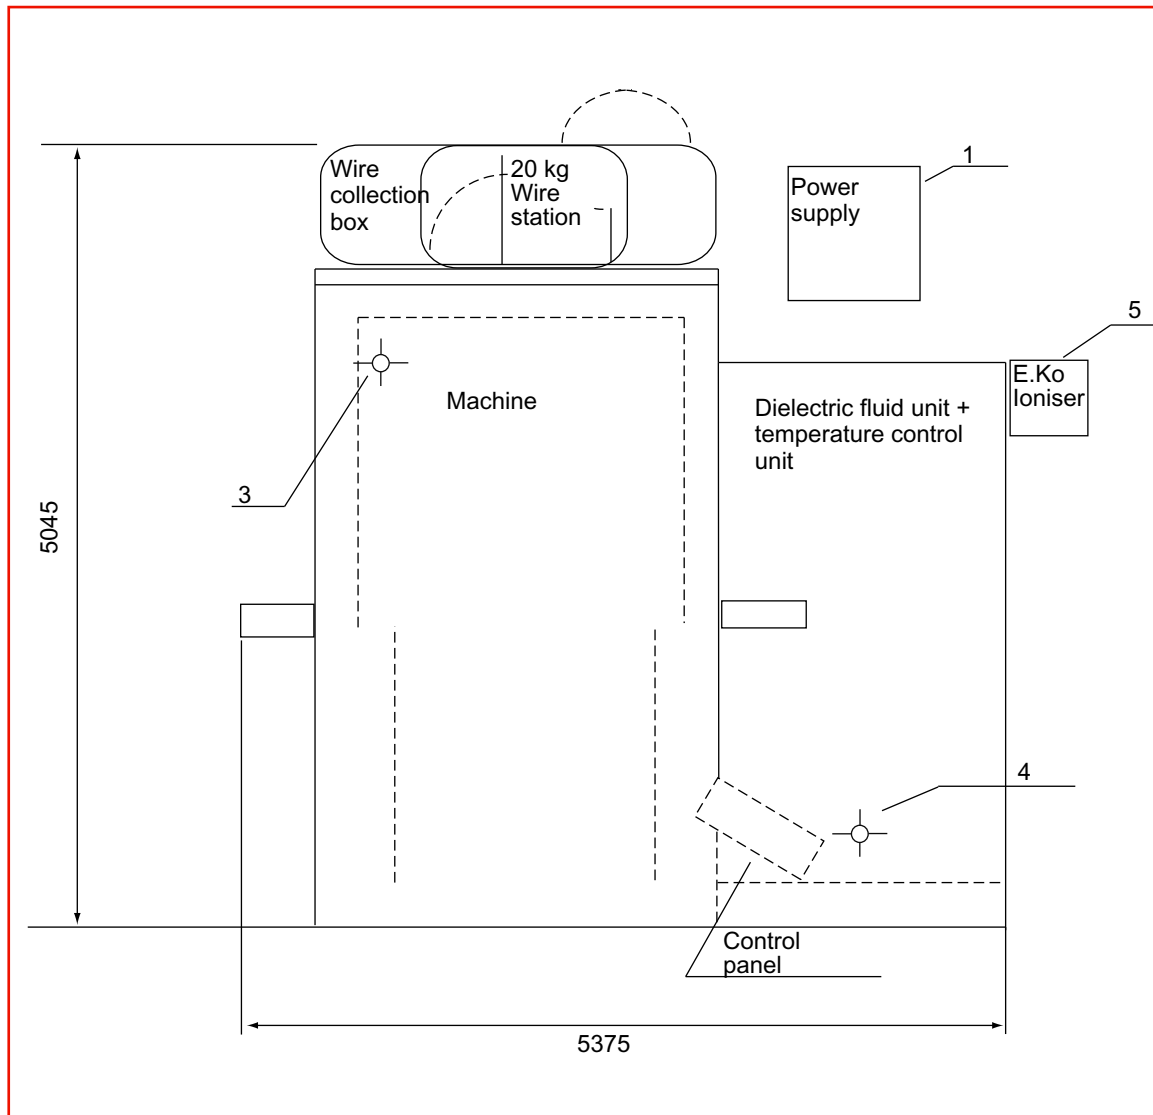 Wire
collection
box
20 kg
Wire
station
1
Power
supply
5
E.Ko
Ioniser
Machine
Dielectric fluid unit +
temperature control
unit
3
5045
4
Control
panel
5375